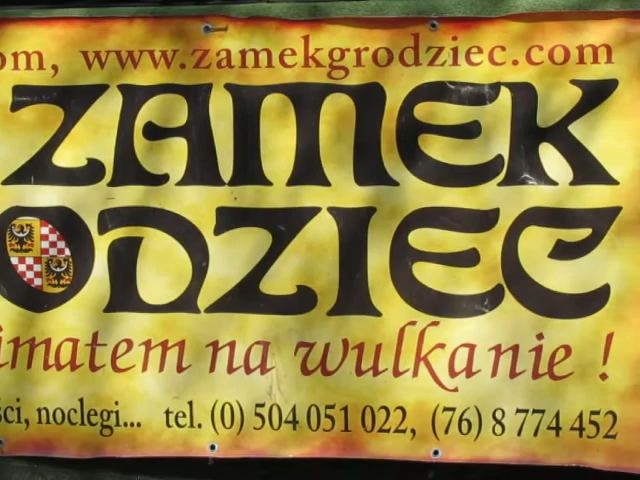 om, www.zamekgrodziec.com
ZAMEK
ODZIEC
imatem na wulkanie !
ści, noclegi... tel. (0) 504 051 022, (76) 8 774 452